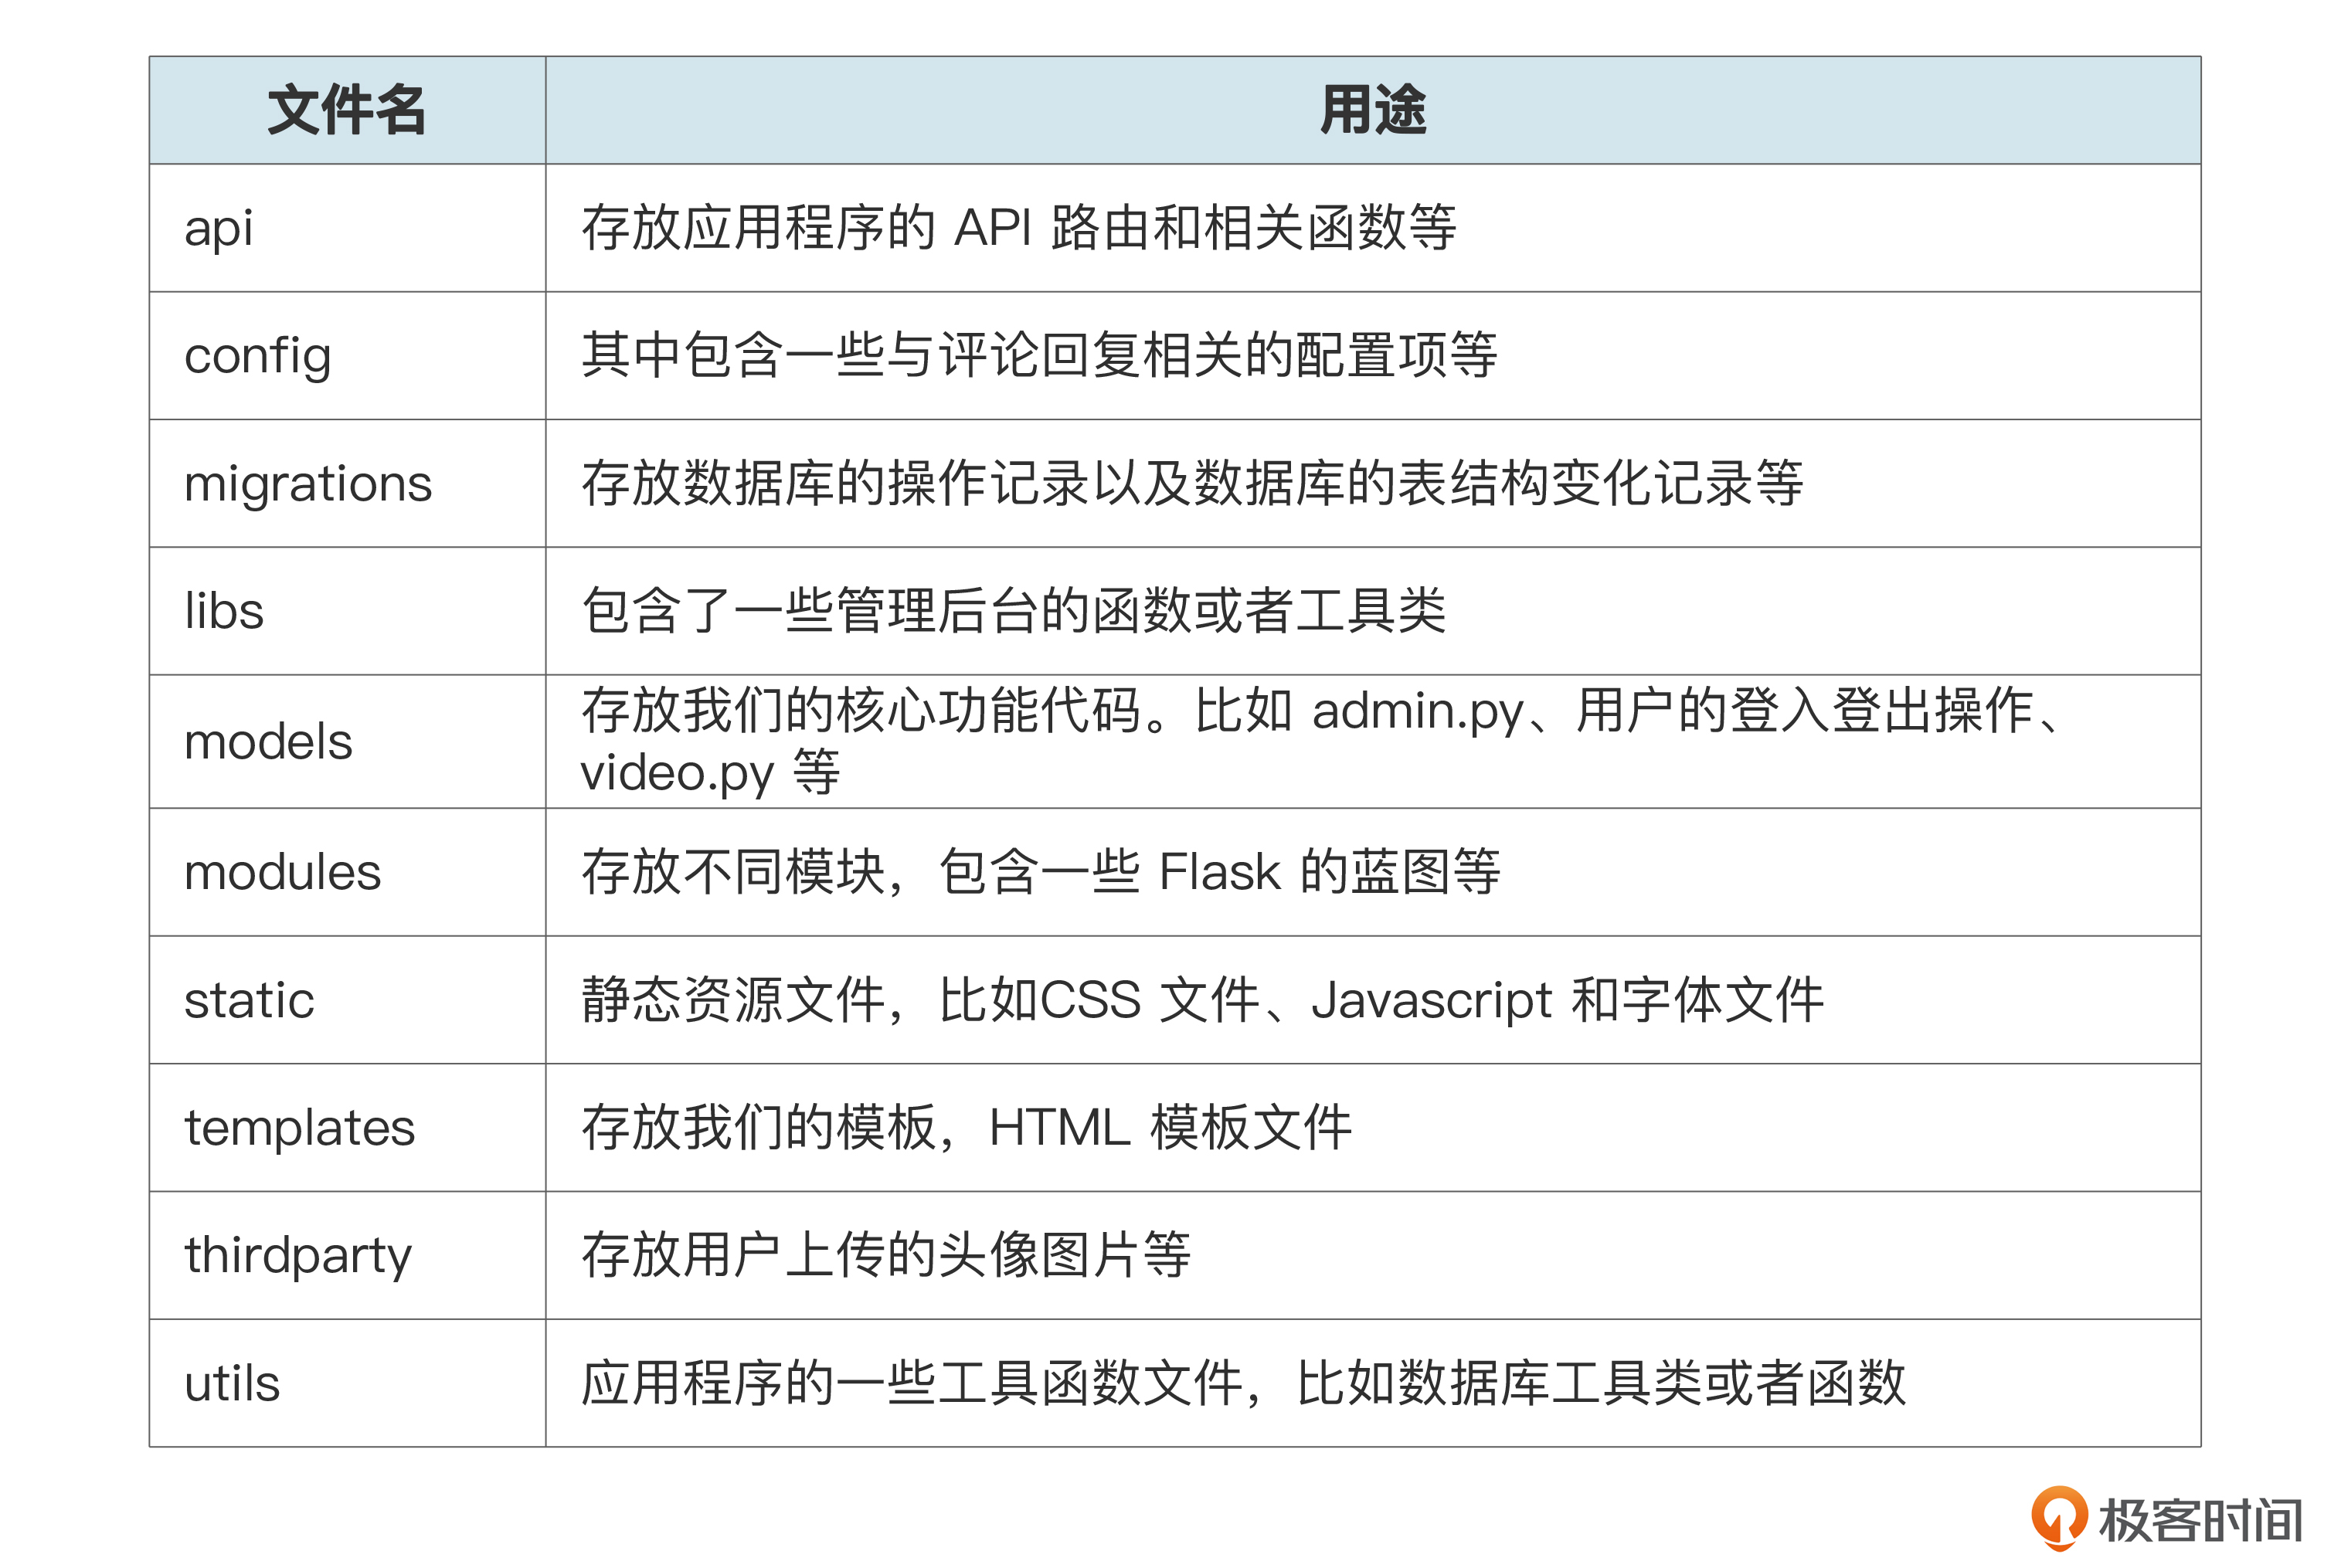 文件名 用途
api 存放应用程序的 API 路由和相关函数等
config 其中包含一些与评论回复相关的配置项等
migrations 存放数据库的操作记录以及数据库的表结构变化记录等
libs 包含了一些管理后台的函数或者工具类
models 存放我们的核心功能代码。比如 admin.py、用户的登入登出操作、
video.py 等
modules 存放不同模块，包含一些 Flask 的蓝图等
static 静态资源文件，比如CSS 文件、Javascript 和字体文件
templates 存放我们的模板，HTML 模板文件
thirdparty 存放用户上传的头像图片等
utils 应用程序的一些工具函数文件，比如数据库工具类或者函数
极客时间